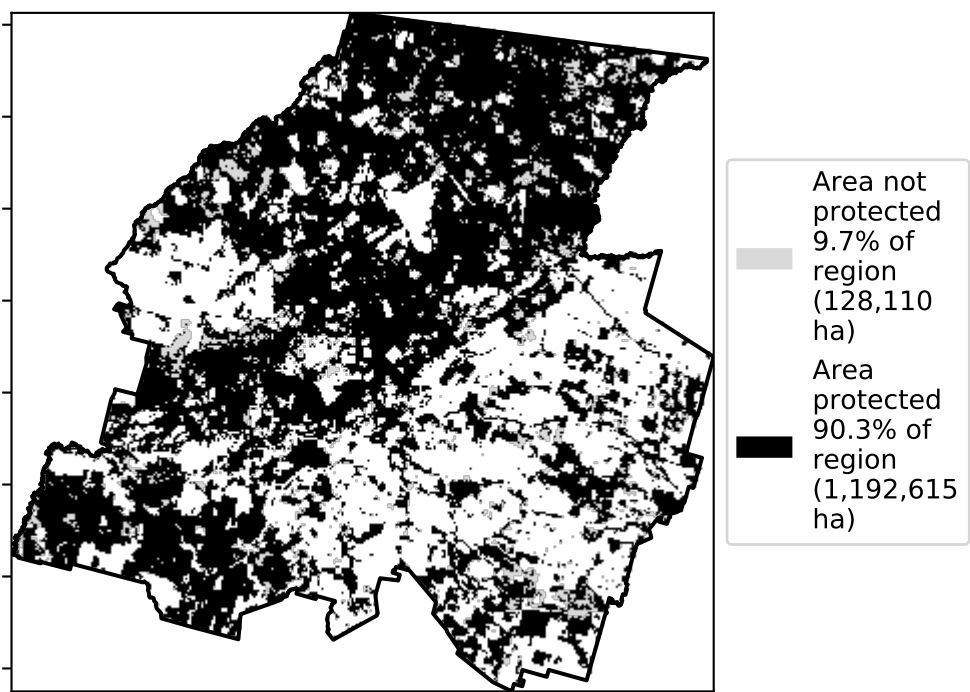 Area not
protected
9.7% of
region
(128,110
ha)
Area
protected
90.3% of
region
(1,192,615
ha)